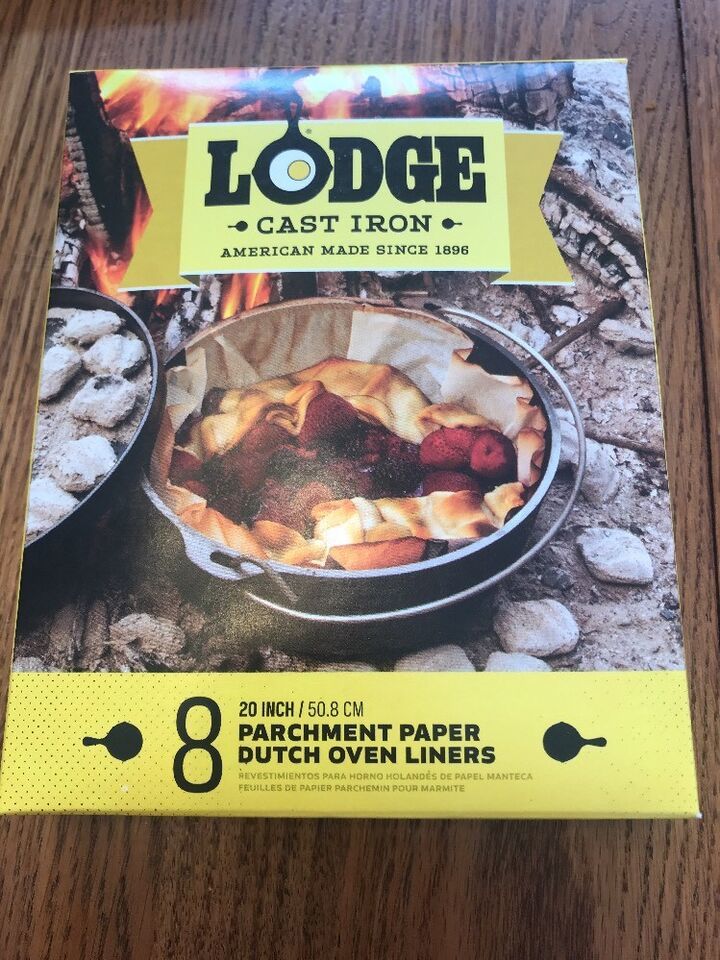 LODGE
CAST IRON
AMERICAN MADE SINCE 1896
8
20 INCH / 50.8 CM
PARCHMENT PAPER
DUTCH OVEN LINERS
REVESTIMIENTOS PARA HORNO HOLANDÉS DE PAPEL MANTECA
FEUILLES DE PAPIER PARCHEMIN POUR MARMITE